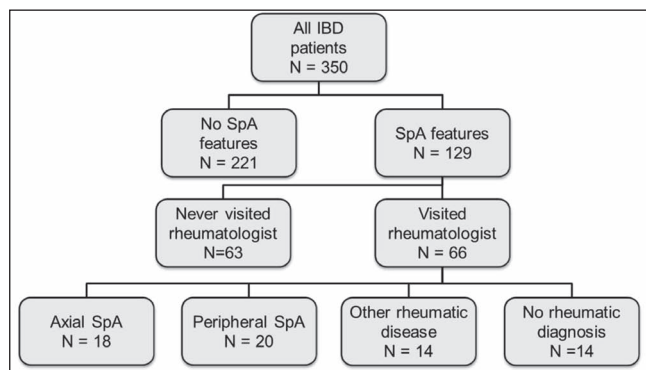 All IBD
patients
N = 350
No SpA
features
N = 221
SpA features
N = 129
Never visited
rheumatologist
N=63
Visited
rheumatologist
N = 66
Axial SpA
N = 18
Peripheral SpA
N = 20
Other rheumatic
disease
N = 14
No rheumatic
diagnosis
N =14